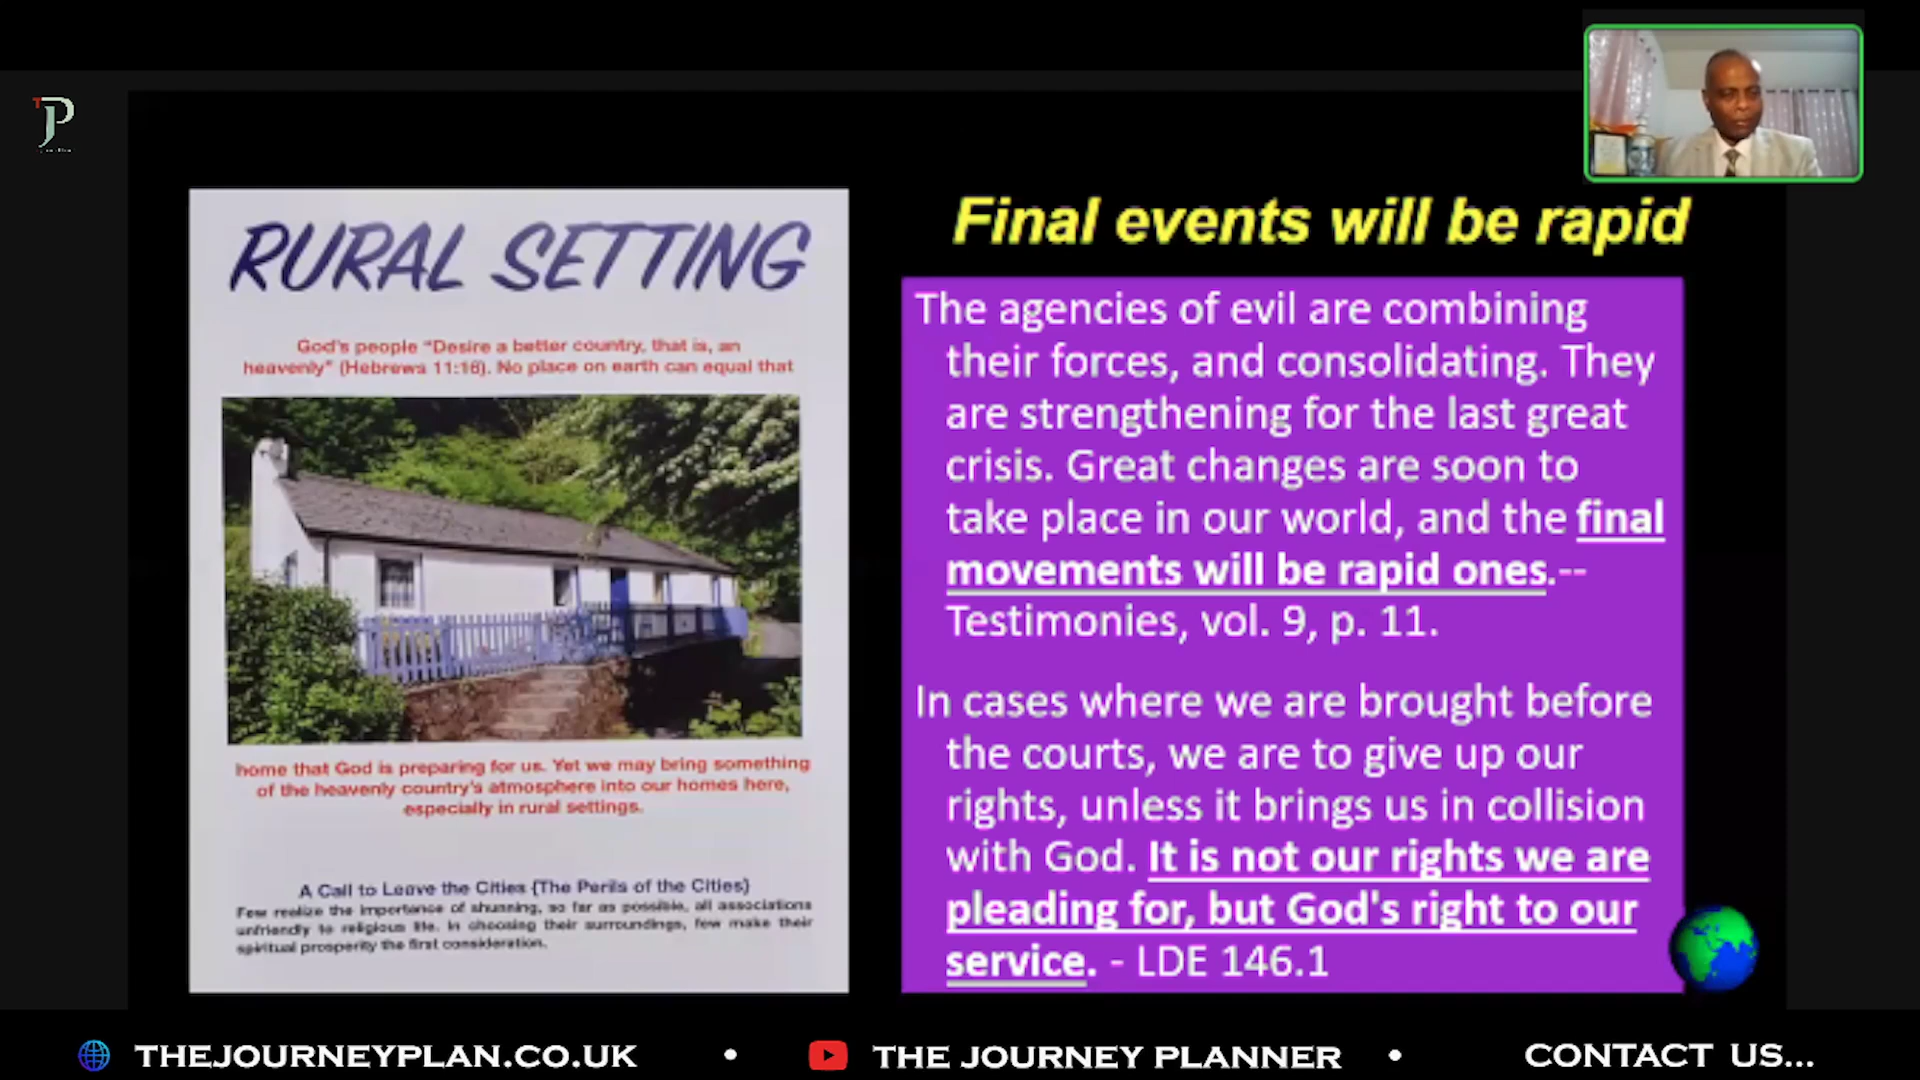 TP
RURAL SETTING
God's people "Desire a better country, that is, an
heavenly" (Hebrews 11:16). No place on earth can equal that
home that God is preparing for us. Yet we may bring something
of the heavenly country's atmosphere into our homes here,
especially in rural settings.
A Call to Leave the Cities {The Perils of the Cities}
Few realize the importance of shunning, so far as possible, all associations
unfriendly to religious life. In choosing their surroundings, few make their
spiritual prosperity the first consideration.
Final events will be rapid
The agencies of evil are combining
their forces, and consolidating. They
are strengthening for the last great
crisis. Great changes are soon to
take place in our world, and the final
movements will be rapid ones.--
Testimonies, vol. 9, p. 11.
In cases where we are brought before
the courts, we are to give up our
rights, unless it brings us in collision
with God. It is not our rights we are
pleading for, but God's right to our
service. - LDE 146.1
THEJOURNEYPLAN.CO.UK • THE JOURNEY PLANNER • CONTACT US...